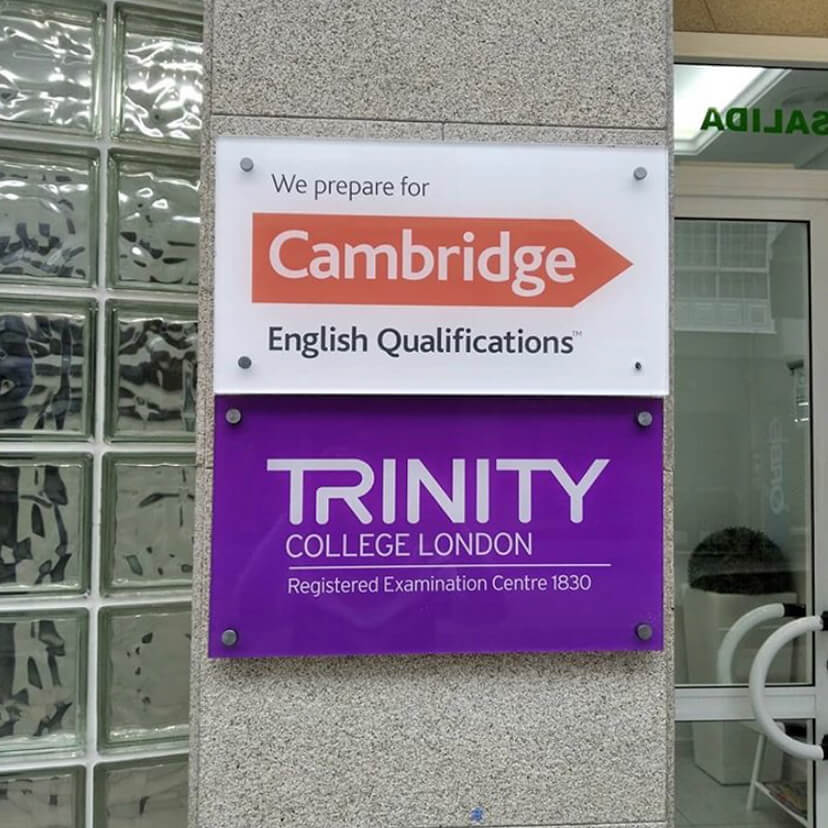 We prepare for
Cambridge
English Qualifications™
TRINITY
COLLEGE LONDON
Registered Examination Centre 1830
SALIDA